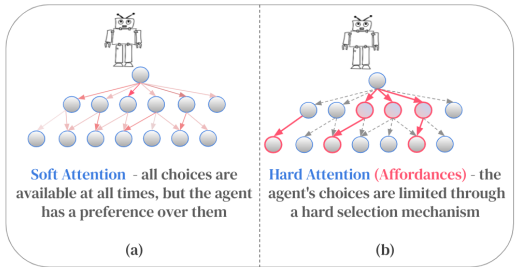 Soft Attention - all choices are
available at all times, but the agent
has a preference over them
(a)
Hard Attention (Affordances) - the
agent's choices are limited through
a hard selection mechanism
(b)